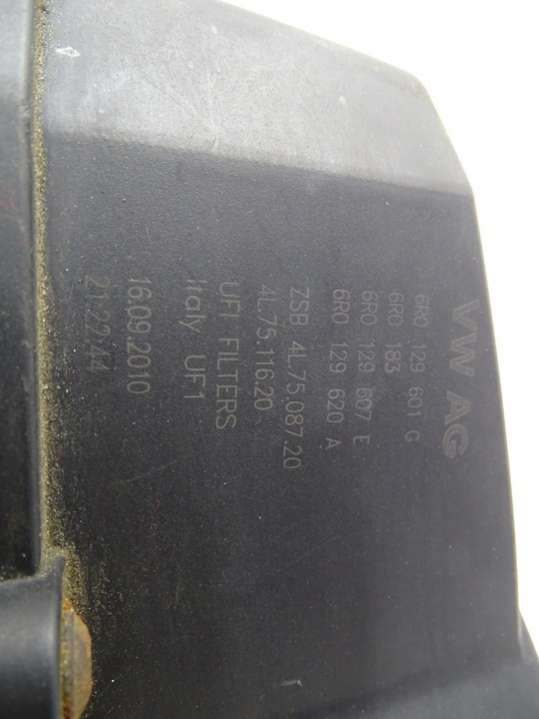 VW AG
6R0 129 601 G
6R0 183
6R0 129 607 E
6R0 129 620 A
ZSB 4L.75.087.20
4L.75.116.20
UFI FILTERS
Italy UF1
16.09.2010
21:22:44